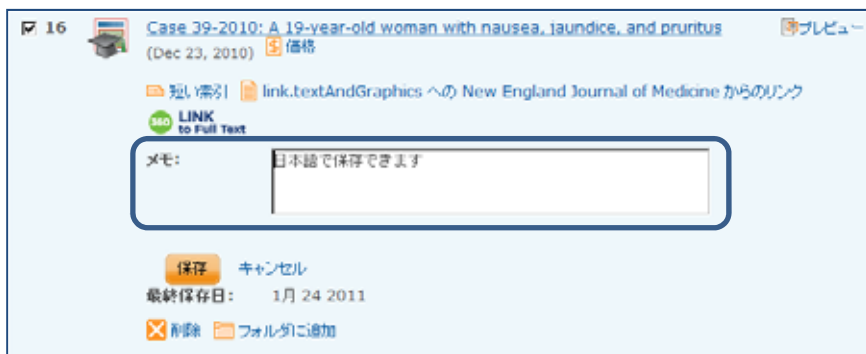 16 Case 39-2010: A 19-year-old woman with nausea, jaundice, and pruritus プレビュー
(Dec 23, 2010) $ 価格
短い索引 link.textAndGraphics への New England Journal of Medicine からのリンク
360 LINK
to Full Text
メモ: 日本語で保存できます
保存 キャンセル
最終保存日: 1月 24 2011
削除 フォルダに追加